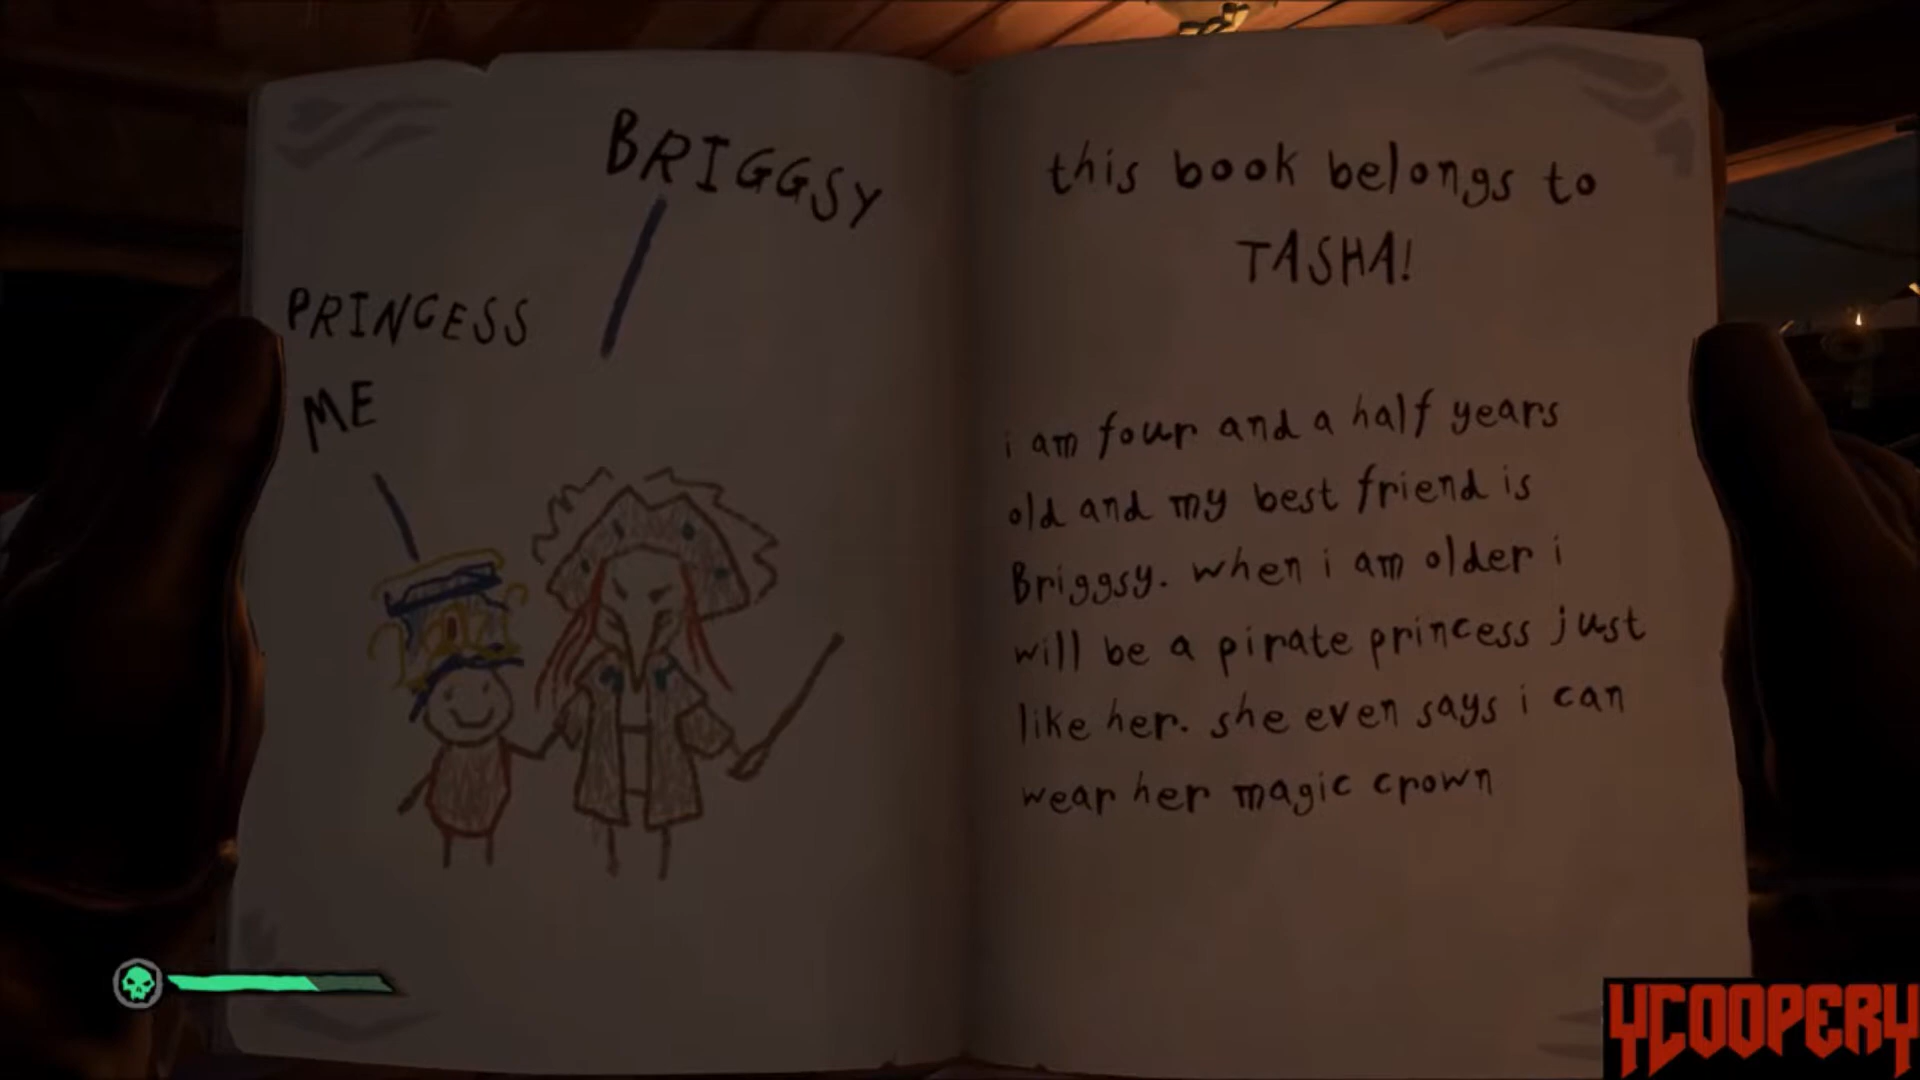 BRIGGSY
PRINCESS
ME
this book belongs to
TASHA!
i am four and a half years
old and my best friend is
Briggsy. when i am older i
will be a pirate princess just
like her. she even says i can
wear her magic crown
YCOOPERY